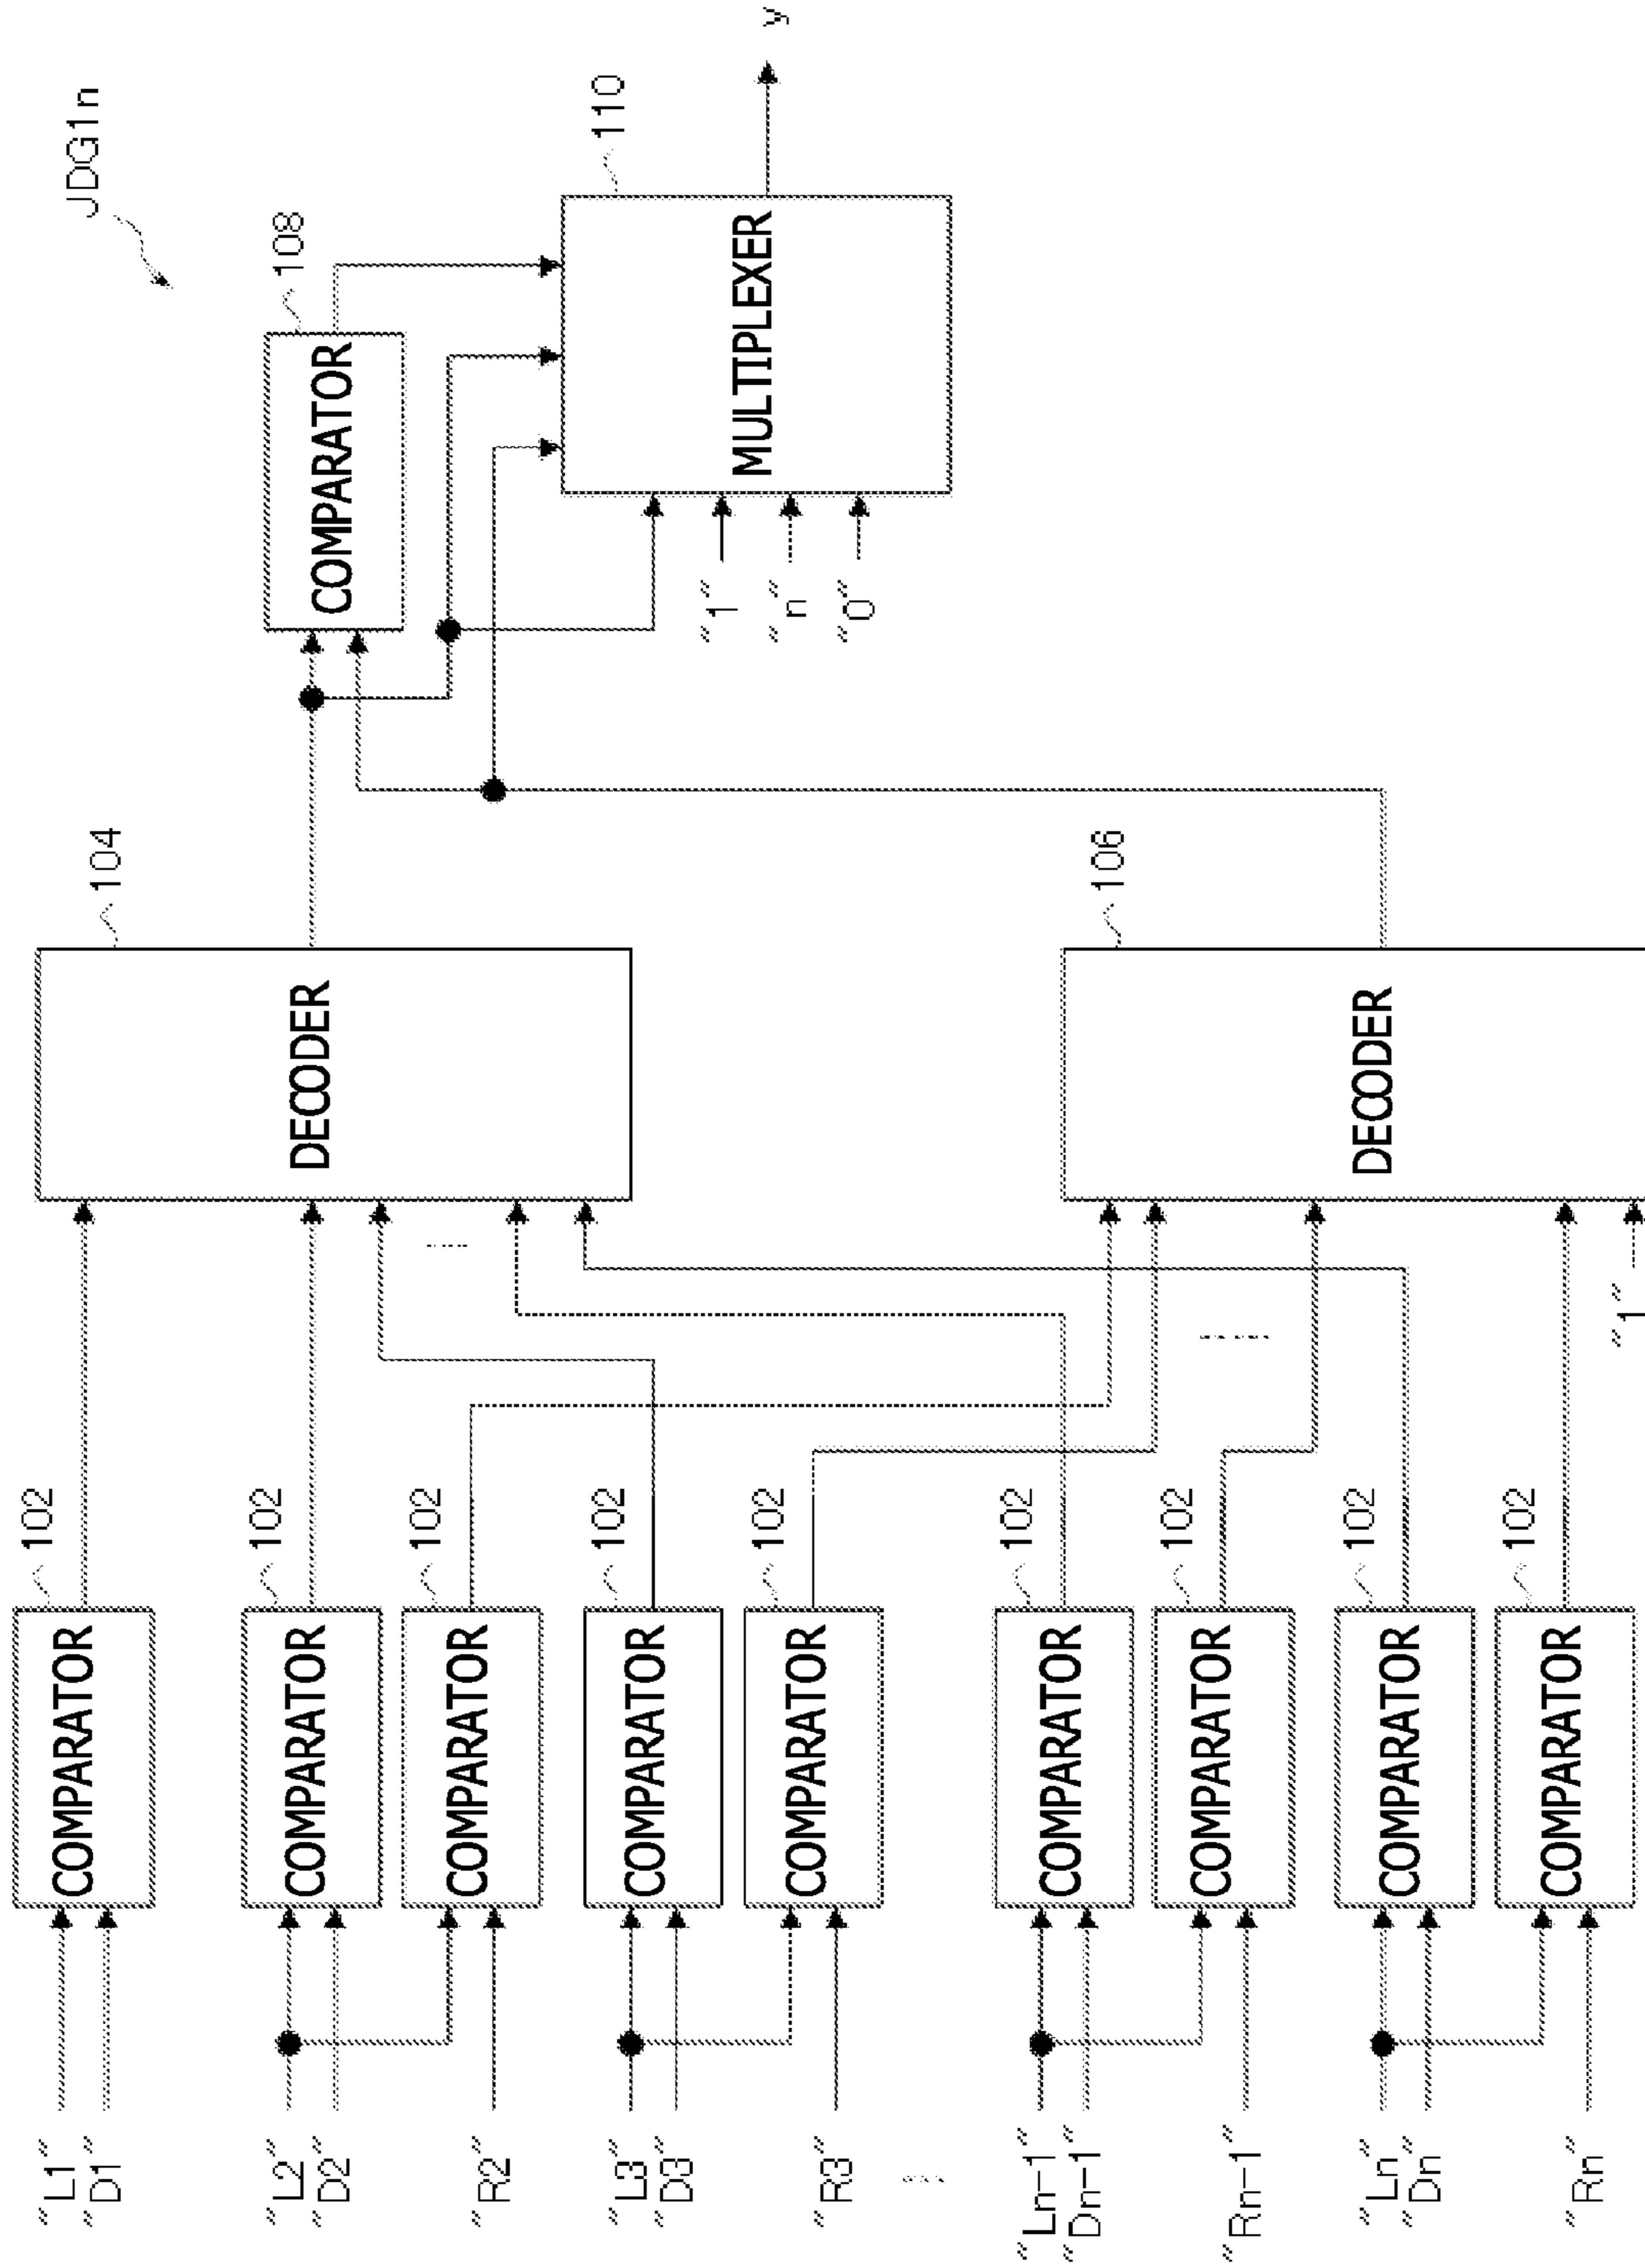 JDG1n
"L1"
"D1"
COMPARATOR
102
"L2"
"D2"
COMPARATOR
102
"R2"
COMPARATOR
102
"L3"
"D3"
COMPARATOR
102
"R3"
COMPARATOR
102
"Ln-1"
"Dn-1"
COMPARATOR
102
"Rn-1"
COMPARATOR
102
"Ln"
"Dn"
COMPARATOR
102
"Rn"
COMPARATOR
102
DECODER
104
DECODER
106
"1"
COMPARATOR
108
"1"
"n"
"0"
MULTIPLEXER
110
y